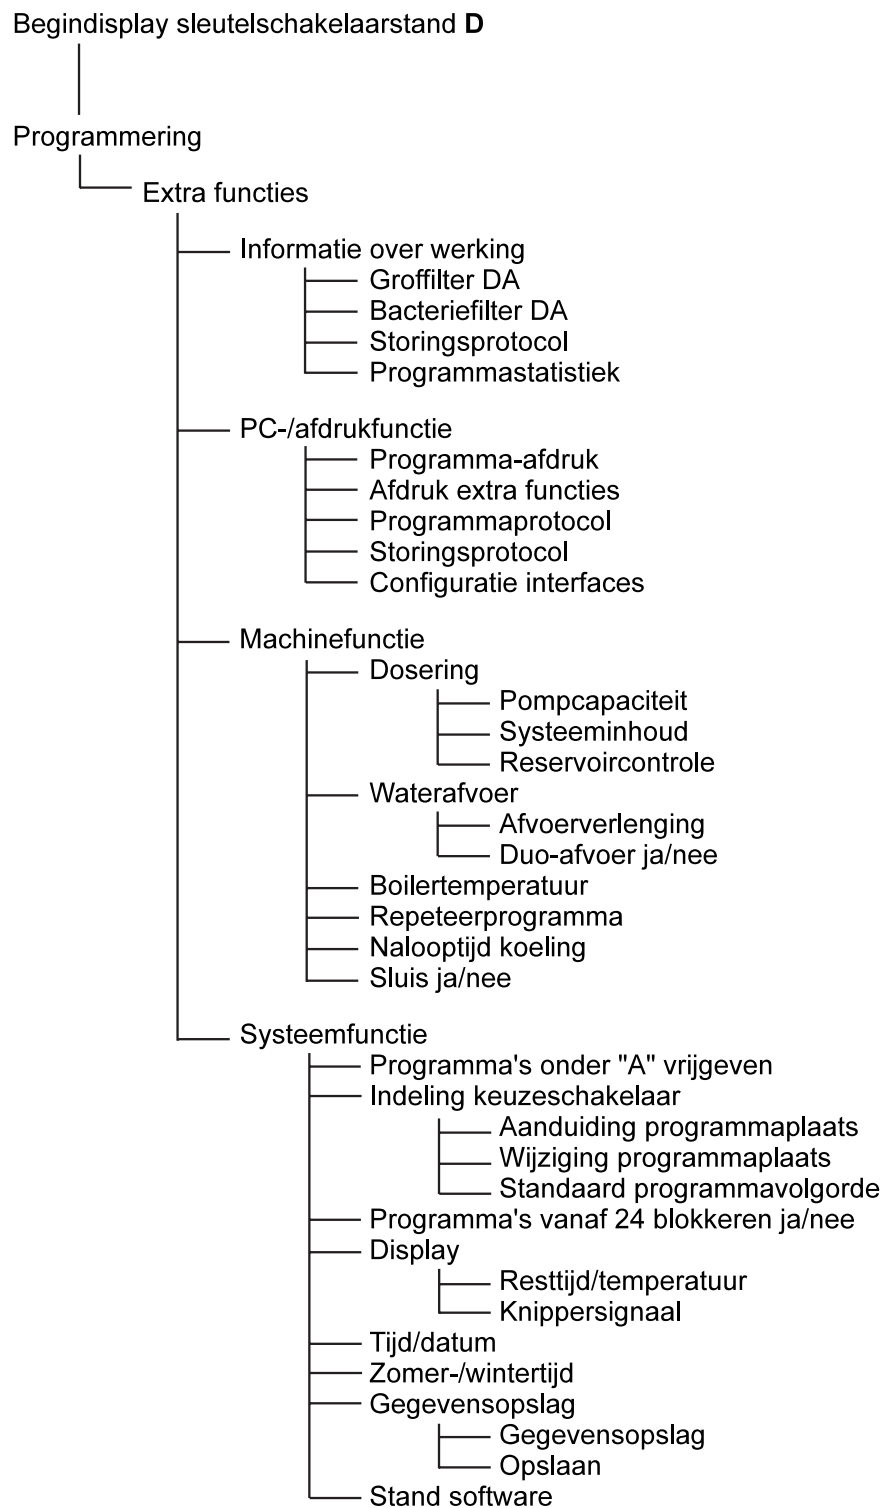 Begindisplay sleutelschakelaarstand D
Programmering
Extra functies
Informatie over werking
Groffilter DA
Bacteriefilter DA
Storingsprotocol
Programmastatistiek
PC-/afdrukfunctie
Programma-afdruk
Afdruk extra functies
Programmaprotocol
Storingsprotocol
Configuratie interfaces
Machinefunctie
Dosering
Pompcapaciteit
Systeeminhoud
Reservoircontrole
Waterafvoer
Afvoerverlenging
Duo-afvoer ja/nee
Boilertemperatuur
Repeteerprogramma
Nalooptijd koeling
Sluis ja/nee
Systeemfunctie
Programma's onder "A" vrijgeven
Indeling keuzeschakelaar
Aanduiding programmaplaats
Wijziging programmaplaats
Standaard programmavolgorde
Programma's vanaf 24 blokkeren ja/nee
Display
Resttijd/temperatuur
Knippersignaal
Tijd/datum
Zomer-/wintertijd
Gegevensopslag
Gegevensopslag
Opslaan
Stand software